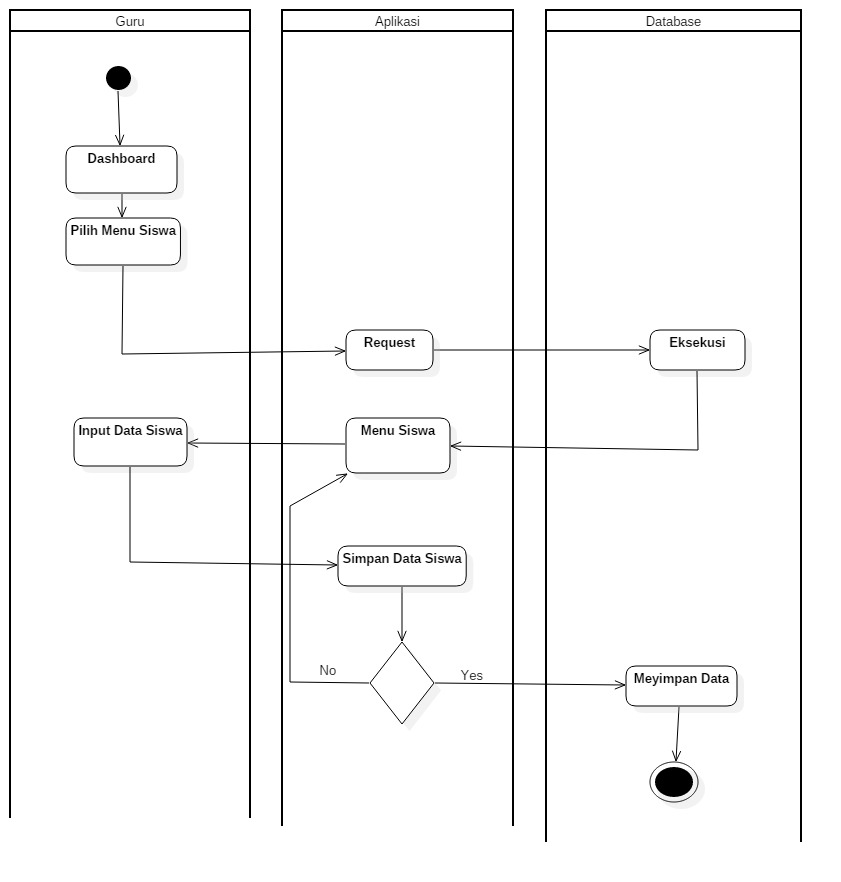 Guru
Aplikasi
Database
Dashboard
Pilih Menu Siswa
Request
Eksekusi
Input Data Siswa
Menu Siswa
Simpan Data Siswa
No
Yes
Meyimpan Data